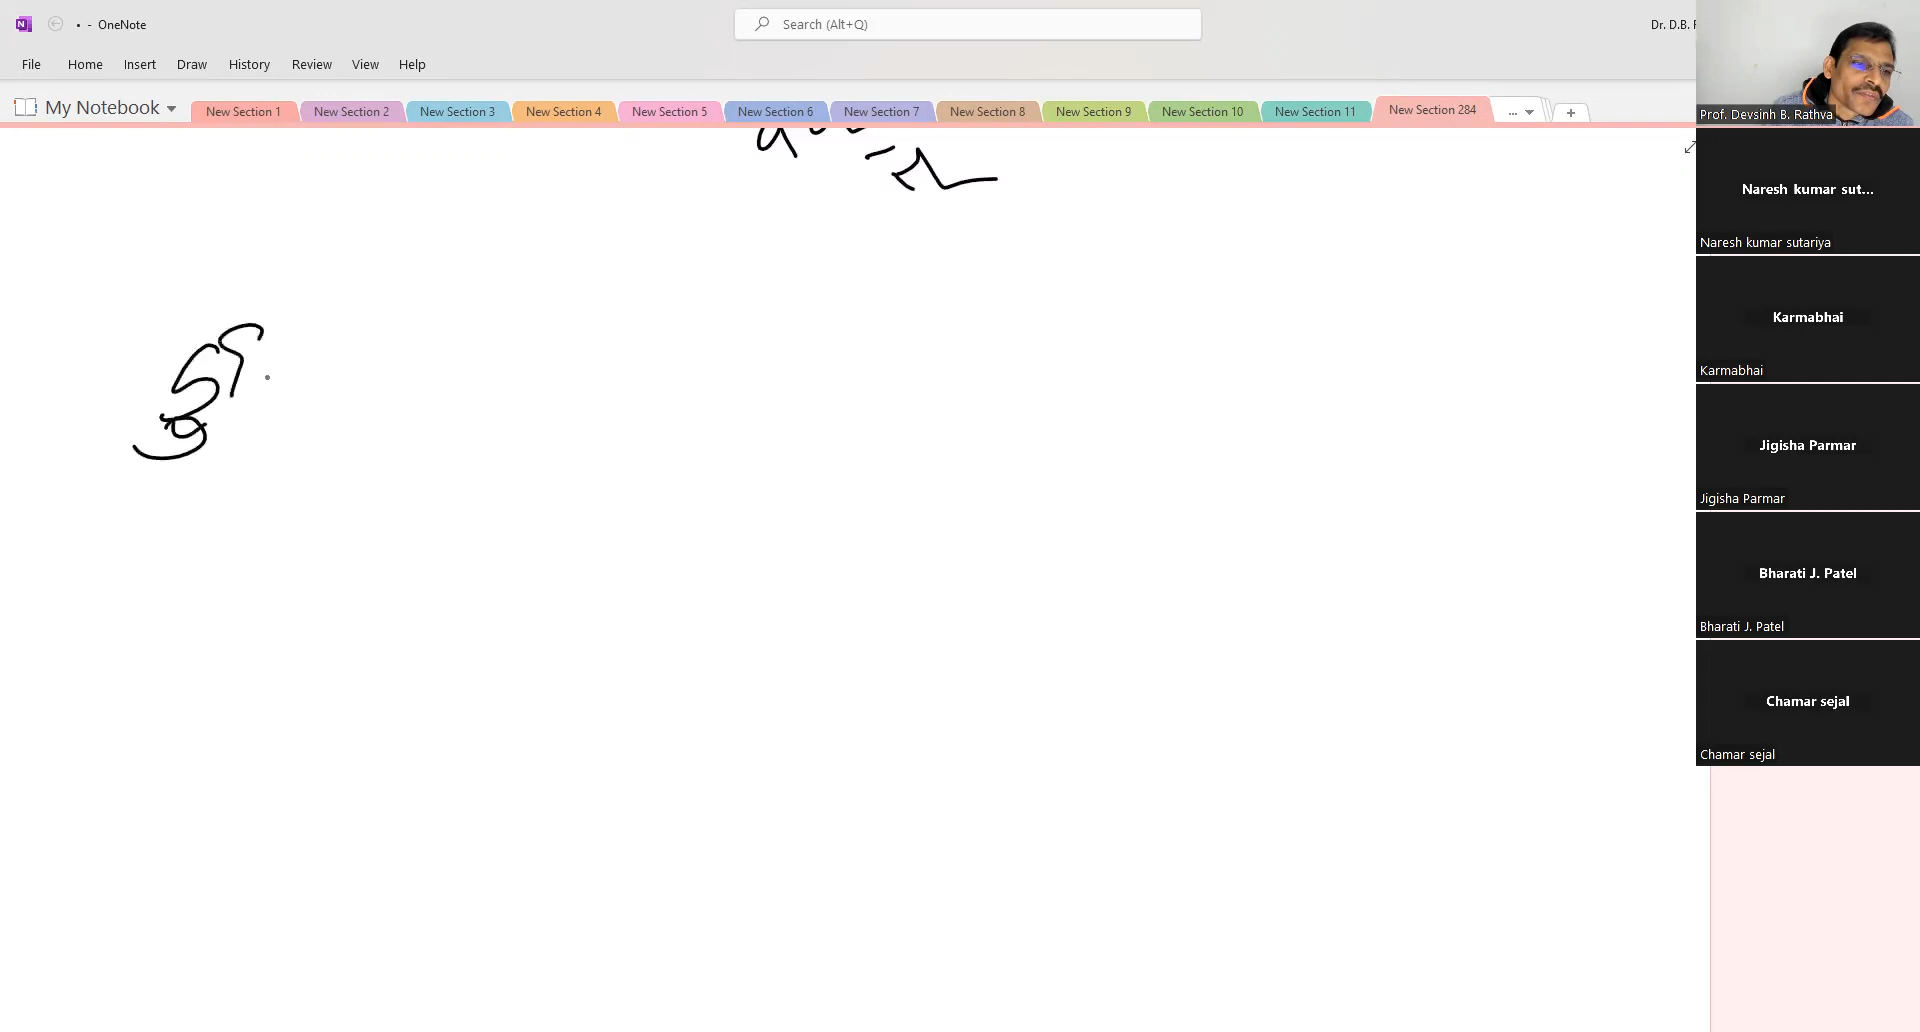 • - OneNote
Search (Alt+Q)
Dr. D.B.
File Home Insert Draw History Review View Help
My Notebook
New Section 1 New Section 2 New Section 3 New Section 4 New Section 5 New Section 6 New Section 7 New Section 8 New Section 9 New Section 10 New Section 11 New Section 284 ...
Prof. Devsinh B. Rathva
Naresh kumar sut...
Naresh kumar sutariya
Karmabhai
Karmabhai
Jigisha Parmar
Jigisha Parmar
Bharati J. Patel
Bharati J. Patel
Chamar sejal
Chamar sejal